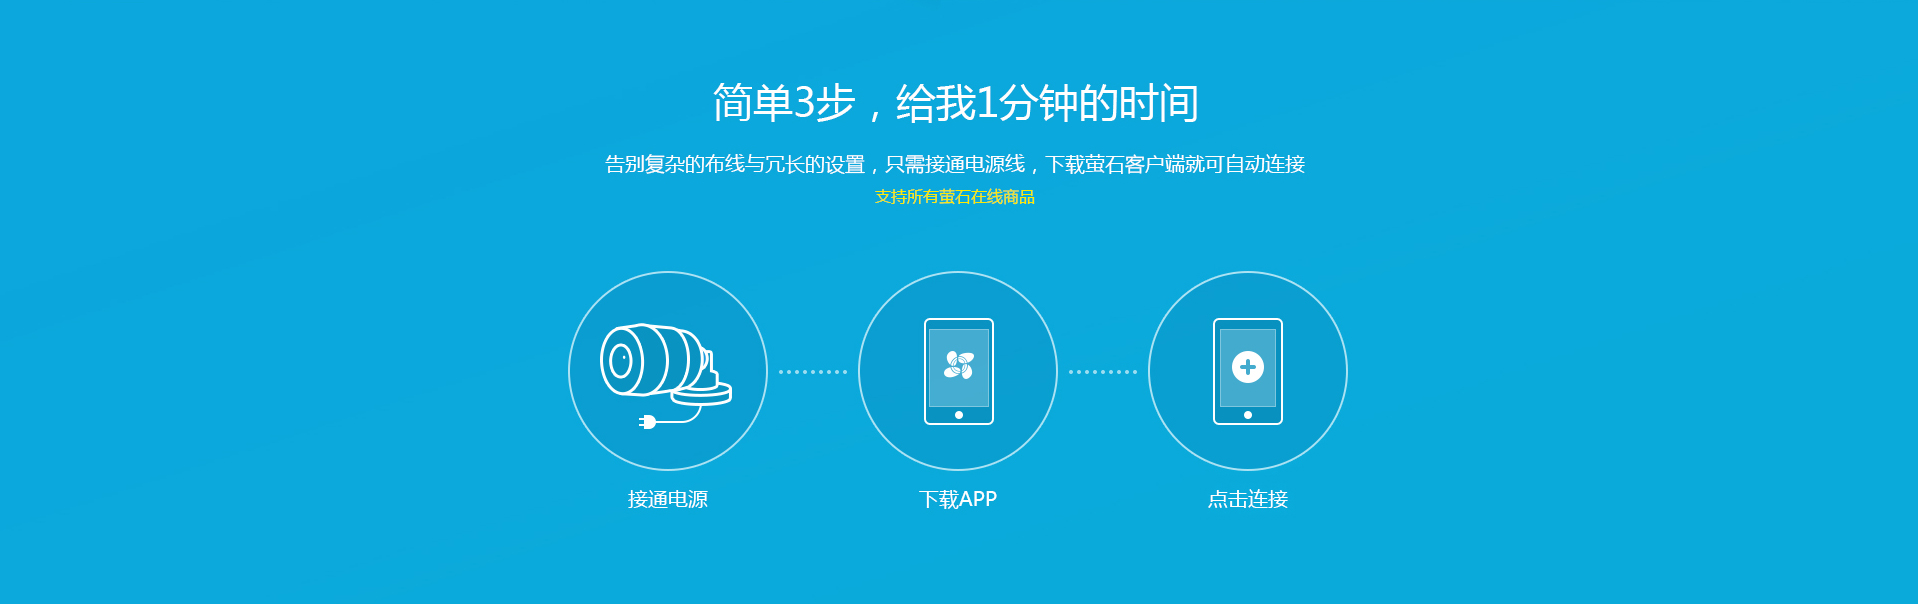 简单3步，给我1分钟的时间
告别复杂的布线与冗长的设置，只需接通电源线，下载萤石客户端就可自动连接
支持所有萤石在线商品
接通电源
下载APP
点击连接